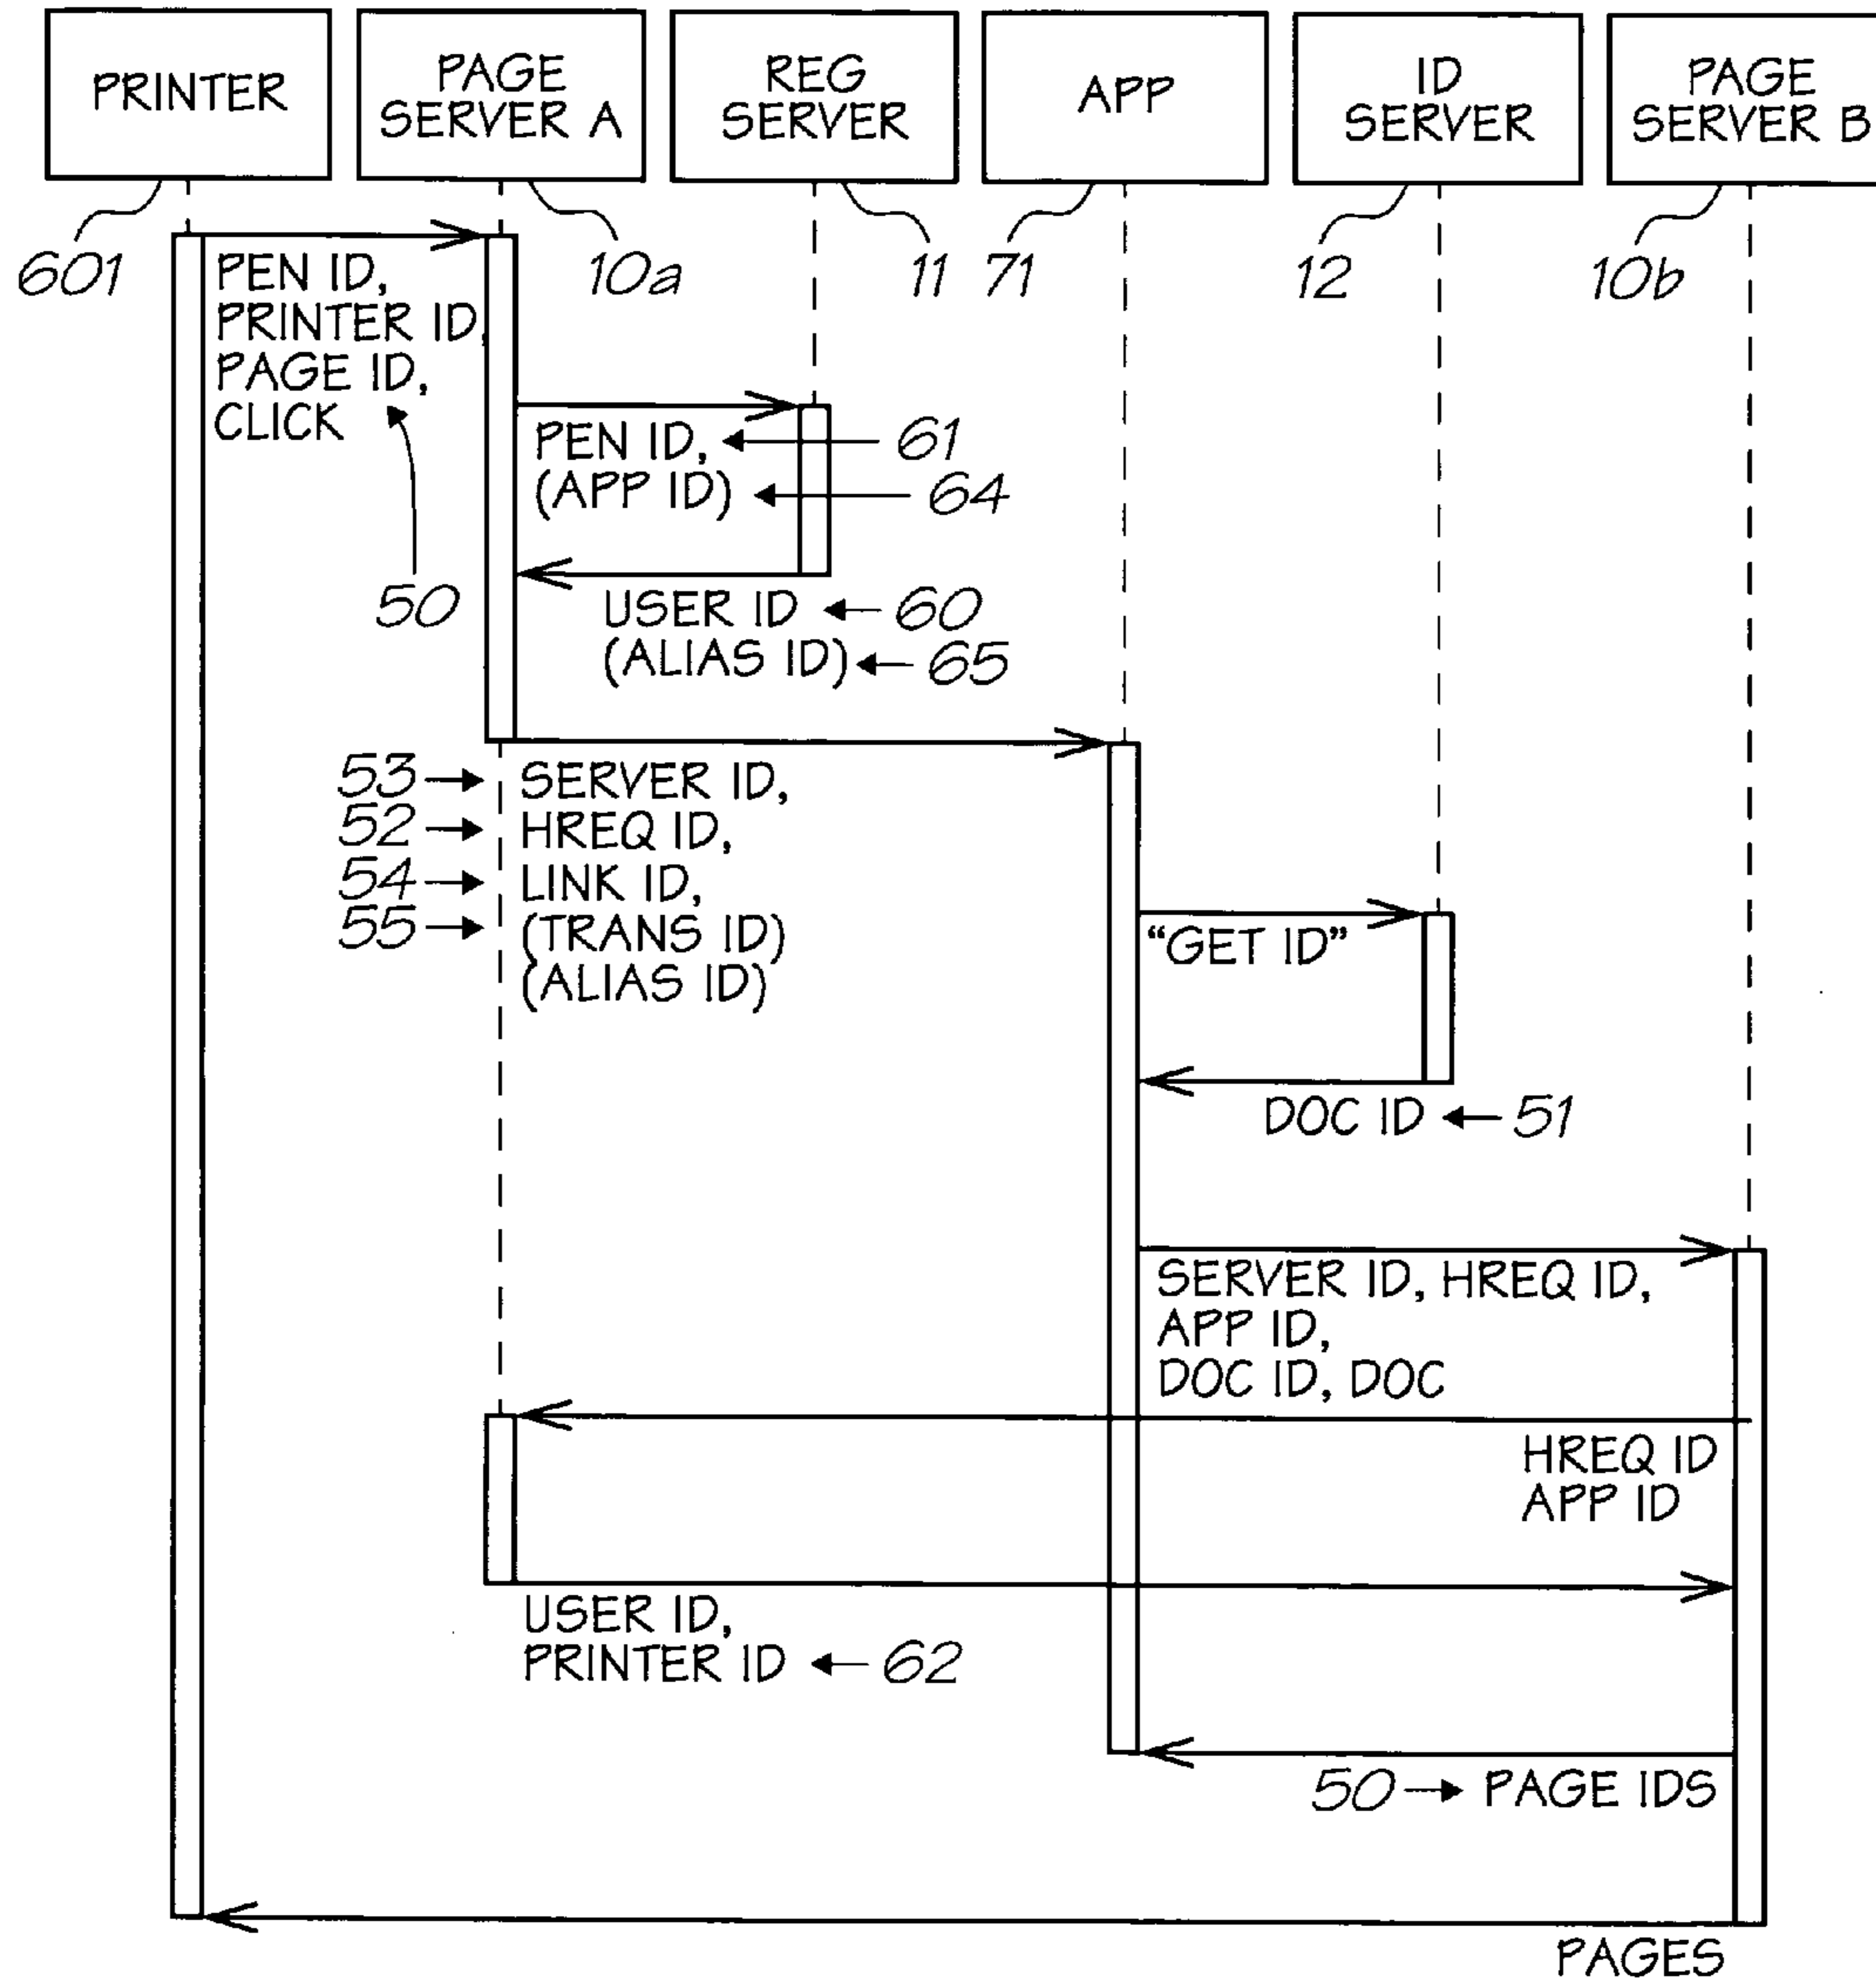 PRINTER
PAGE
SERVER A
REG
SERVER
APP
ID
SERVER
PAGE
SERVER B
601
10a
11
71
12
10b
PEN ID,
PRINTER ID,
PAGE ID,
CLICK
50
PEN ID,
(APP ID)
61
64
USER ID
(ALIAS ID)
60
65
53
52
54
55
SERVER ID,
HREQ ID,
LINK ID,
(TRANS ID)
(ALIAS ID)
“GET ID”
DOC ID
51
SERVER ID, HREQ ID,
APP ID,
DOC ID, DOC
HREQ ID
APP ID
USER ID,
PRINTER ID
62
50
PAGE IDS
PAGES